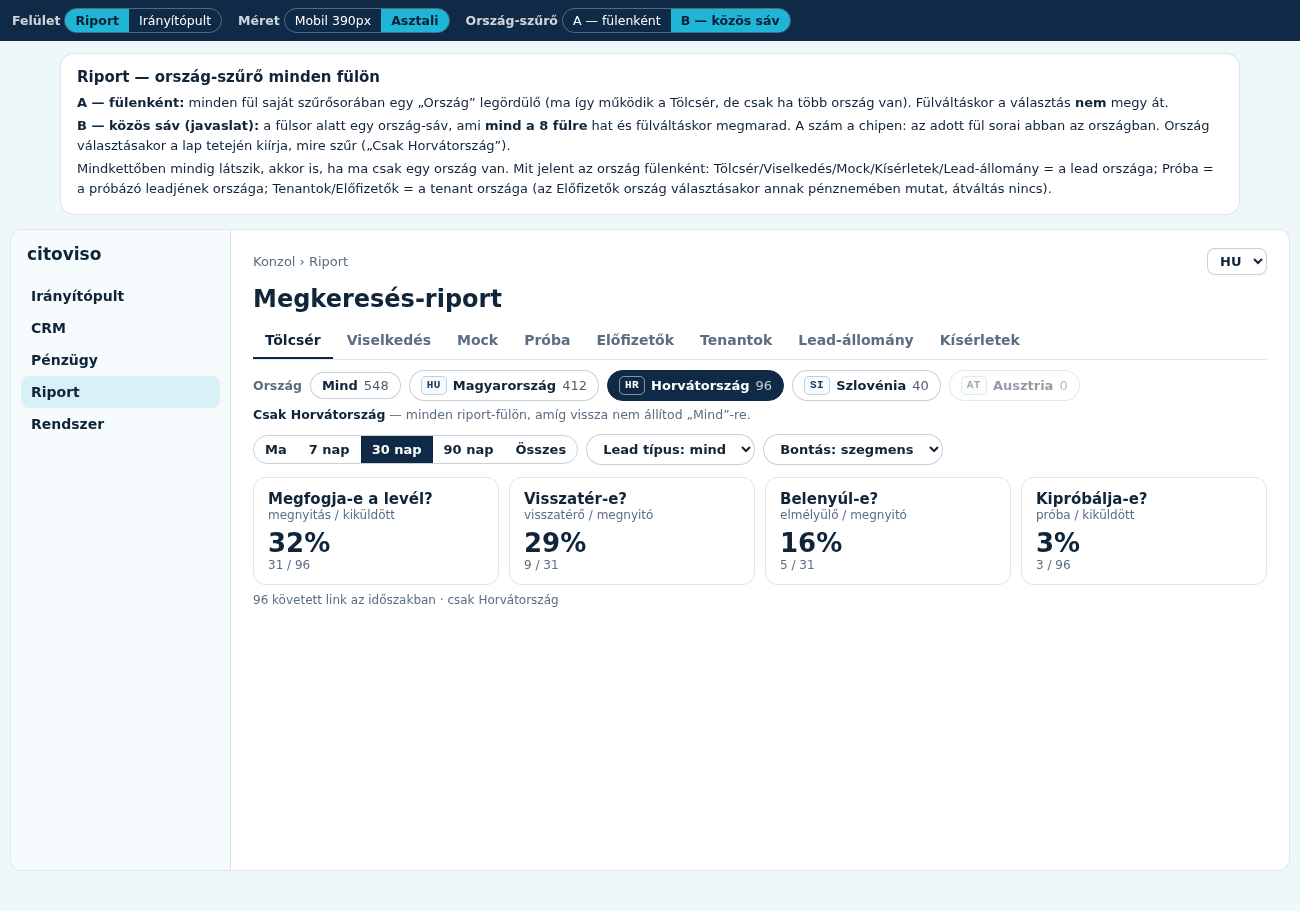 Felület Riport Irányítópult Méret Mobil 390px Asztali Ország-szűrő A — fülenként B — közös sáv
Riport — ország-szűrő minden fülön
A — fülenként: minden fül saját szűrősorában egy „Ország” legördülő (ma így működik a Tölcsér, de csak ha több ország van). Fülváltáskor a választás nem megy át.
B — közös sáv (javaslat): a fülsor alatt egy ország-sáv, ami mind a 8 fülre hat és fülváltáskor megmarad. A szám a chipen: az adott fül sorai abban az országban. Ország
választásakor a lap tetején kiírja, mire szűr („Csak Horvátország”).
Mindkettőben mindig látszik, akkor is, ha ma csak egy ország van. Mit jelent az ország fülenként: Tölcsér/Viselkedés/Mock/Kísérletek/Lead-állomány = a lead országa; Próba =
a próbázó leadjének országa; Tenantok/Előfizetők = a tenant országa (az Előfizetők ország választásakor annak pénznemében mutat, átváltás nincs).
citoviso
Irányítópult
CRM
Pénzügy
Riport
Rendszer
Konzol › Riport
HU
Megkeresés-riport
Tölcsér Viselkedés Mock Próba Előfizetők Tenantok Lead-állomány Kísérletek
Ország Mind 548 HU Magyarország 412 HR Horvátország 96 SI Szlovénia 40 AT Ausztria 0
Csak Horvátország — minden riport-fülön, amíg vissza nem állítod „Mind”-re.
Ma 7 nap 30 nap 90 nap Összes Lead típus: mind Bontás: szegmens
Megfogja-e a levél?
megnyitás / kiküldött
32%
31 / 96
Visszatér-e?
visszatérő / megnyitó
29%
9 / 31
Belenyúl-e?
elmélyülő / megnyitó
16%
5 / 31
Kipróbálja-e?
próba / kiküldött
3%
3 / 96
96 követett link az időszakban · csak Horvátország